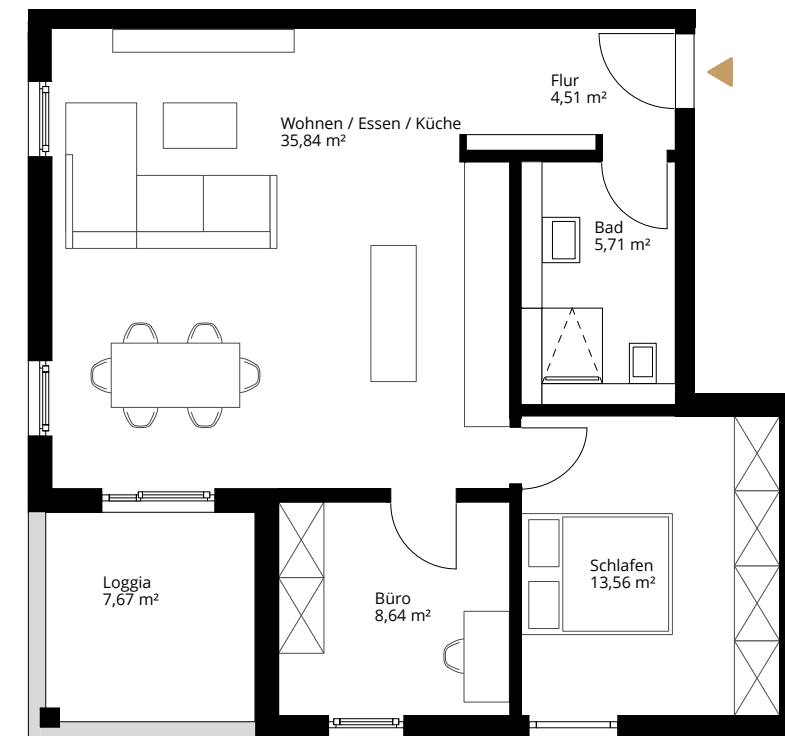 Flur
4,51 m²
Wohnen / Essen / Küche
35,84 m²
Bad
5,71 m²
Loggia
7,67 m²
Büro
8,64 m²
Schlafen
13,56 m²